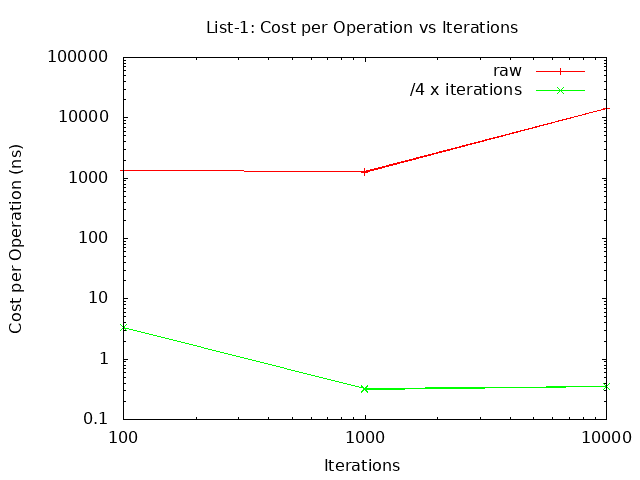 List-1: Cost per Operation vs Iterations
100000
10000
1000
100
10
1
0.1
Cost per Operation (ns)
raw
/4 x iterations
100
1000
10000
Iterations